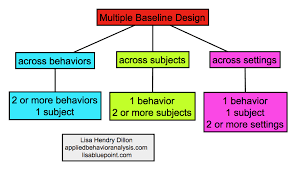 Multiple Baseline Design
across behaviors
across subjects
across settings
2 or more behaviors
1 subject
1 behavior
2 or more subjects
1 behavior
1 subject
2 or more settings
Lisa Hendry Dillon
appliedbehavioranalysis.com
lisabluepoint.com